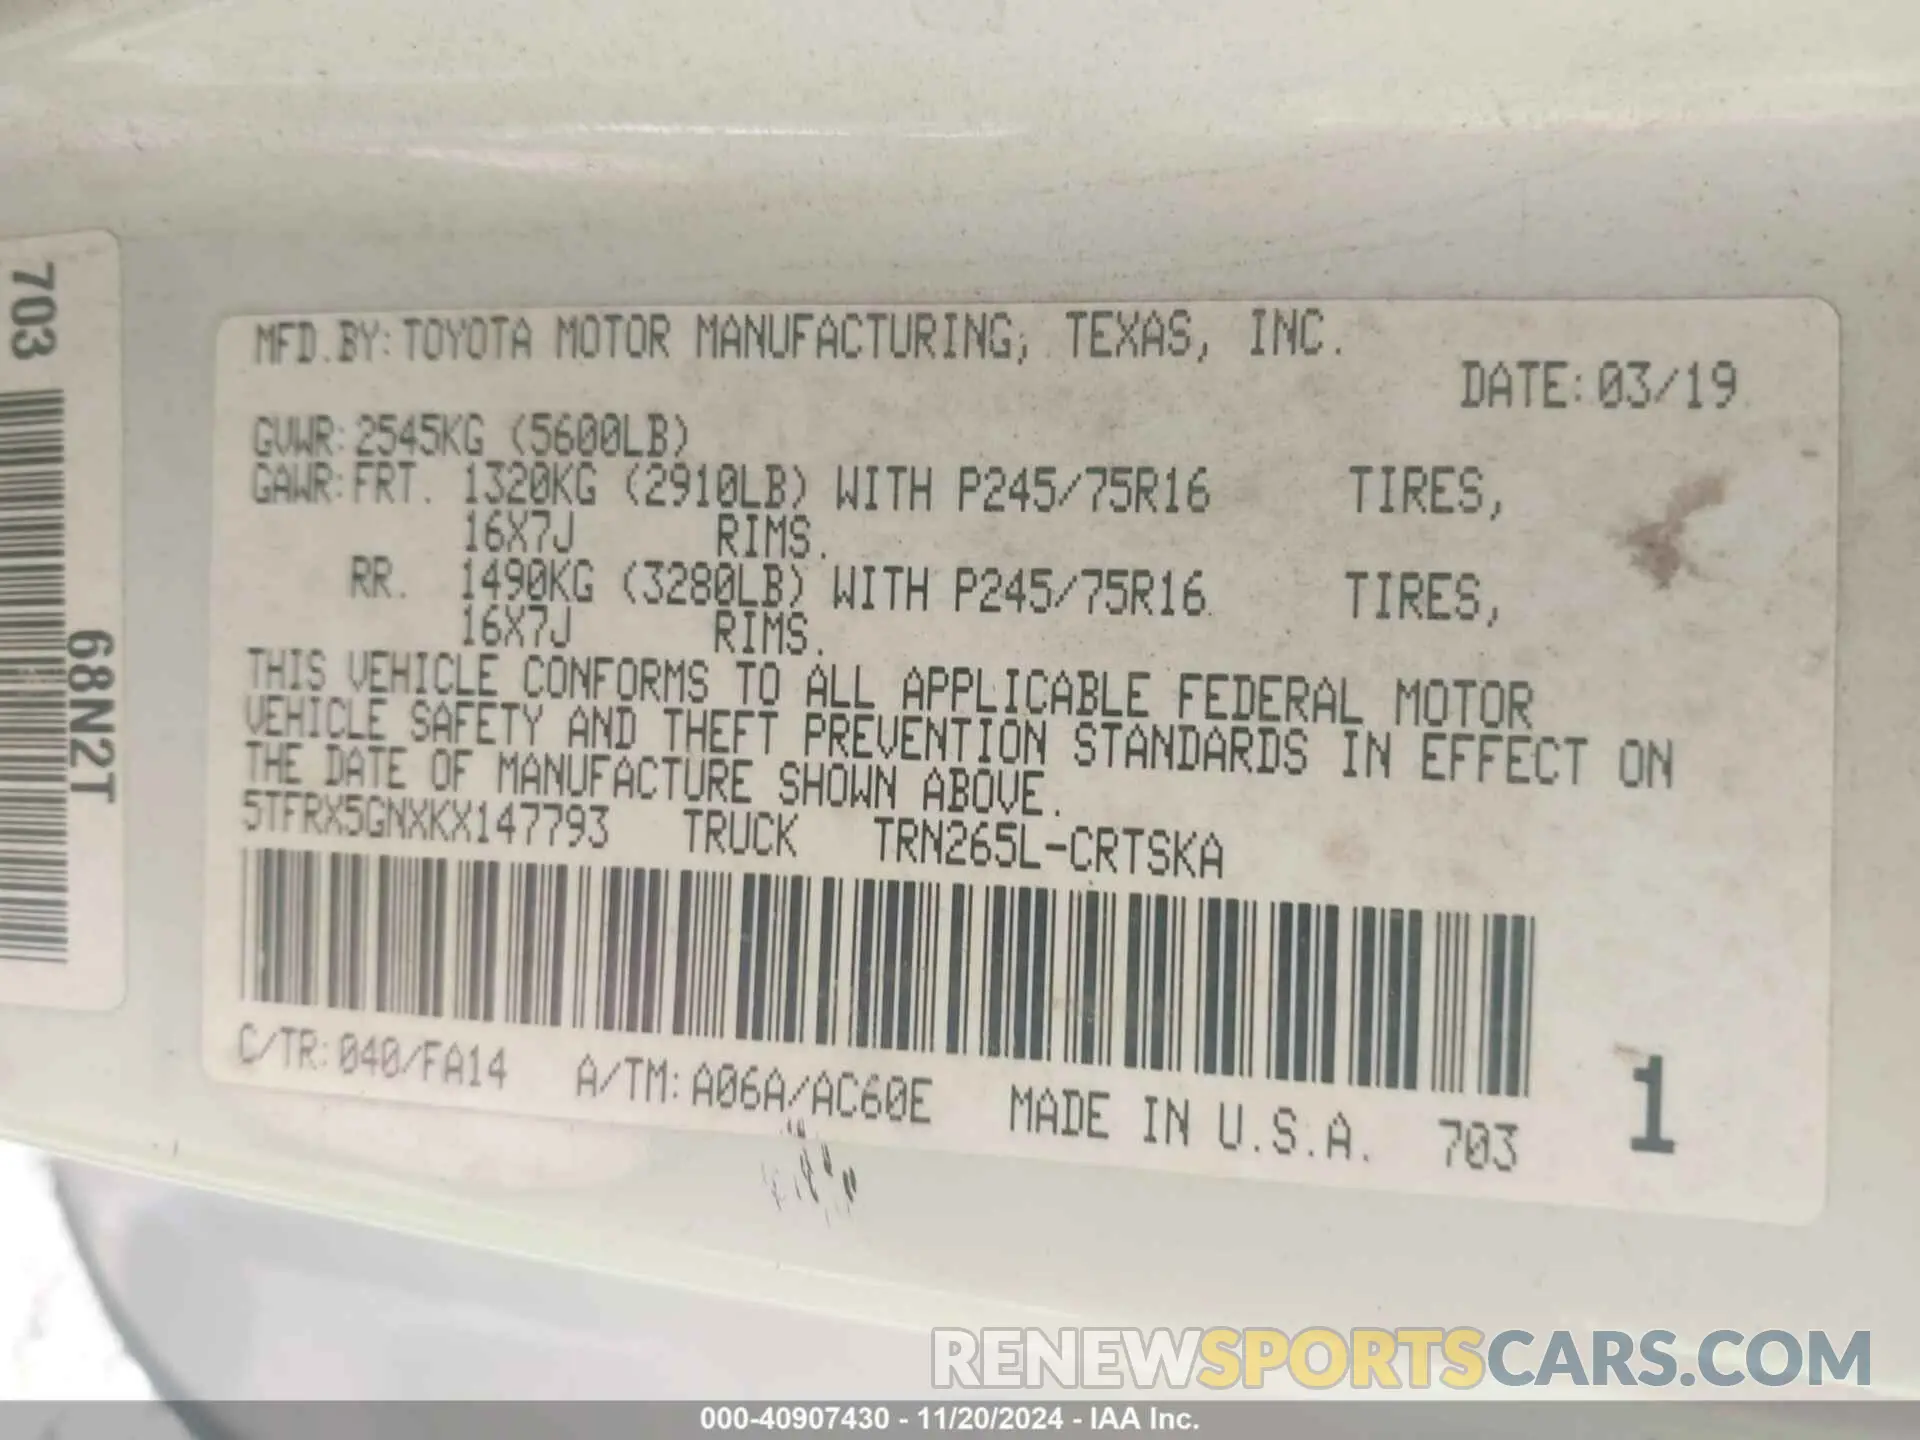 703
68N2T
MFD.BY:TOYOTA MOTOR MANUFACTURING, TEXAS, INC.
DATE:03/19
GVWR:2545KG (5600LB)
GAWR:FRT. 1320KG (2910LB) WITH P245/75R16 TIRES,
16X7J RIMS.
RR. 1490KG (3280LB) WITH P245/75R16 TIRES,
16X7J RIMS.
THIS VEHICLE CONFORMS TO ALL APPLICABLE FEDERAL MOTOR
VEHICLE SAFETY AND THEFT PREVENTION STANDARDS IN EFFECT ON
THE DATE OF MANUFACTURE SHOWN ABOVE.
5TFRX5GNXKX147793 TRUCK TRN265L-CRTSKA
C/TR:040/FA14 A/TM:A06A/AC60E MADE IN U.S.A. 703
1
RENEWSPORTSCARS.COM
000-40907430 - 11/20/2024 - IAA Inc.